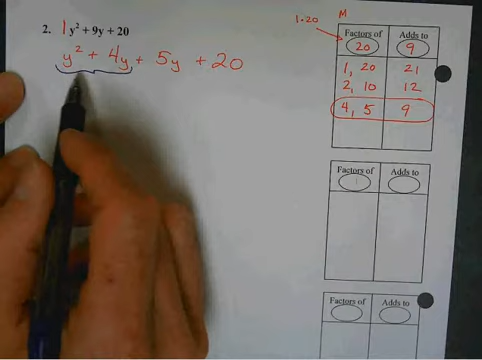 1·20 M
2. 1y² + 9y + 20
y² + 4y + 5y + 20
Factors of Adds to
20 9
1, 20 21
2, 10 12
4, 5 9
Factors of Adds to
Factors of Adds to